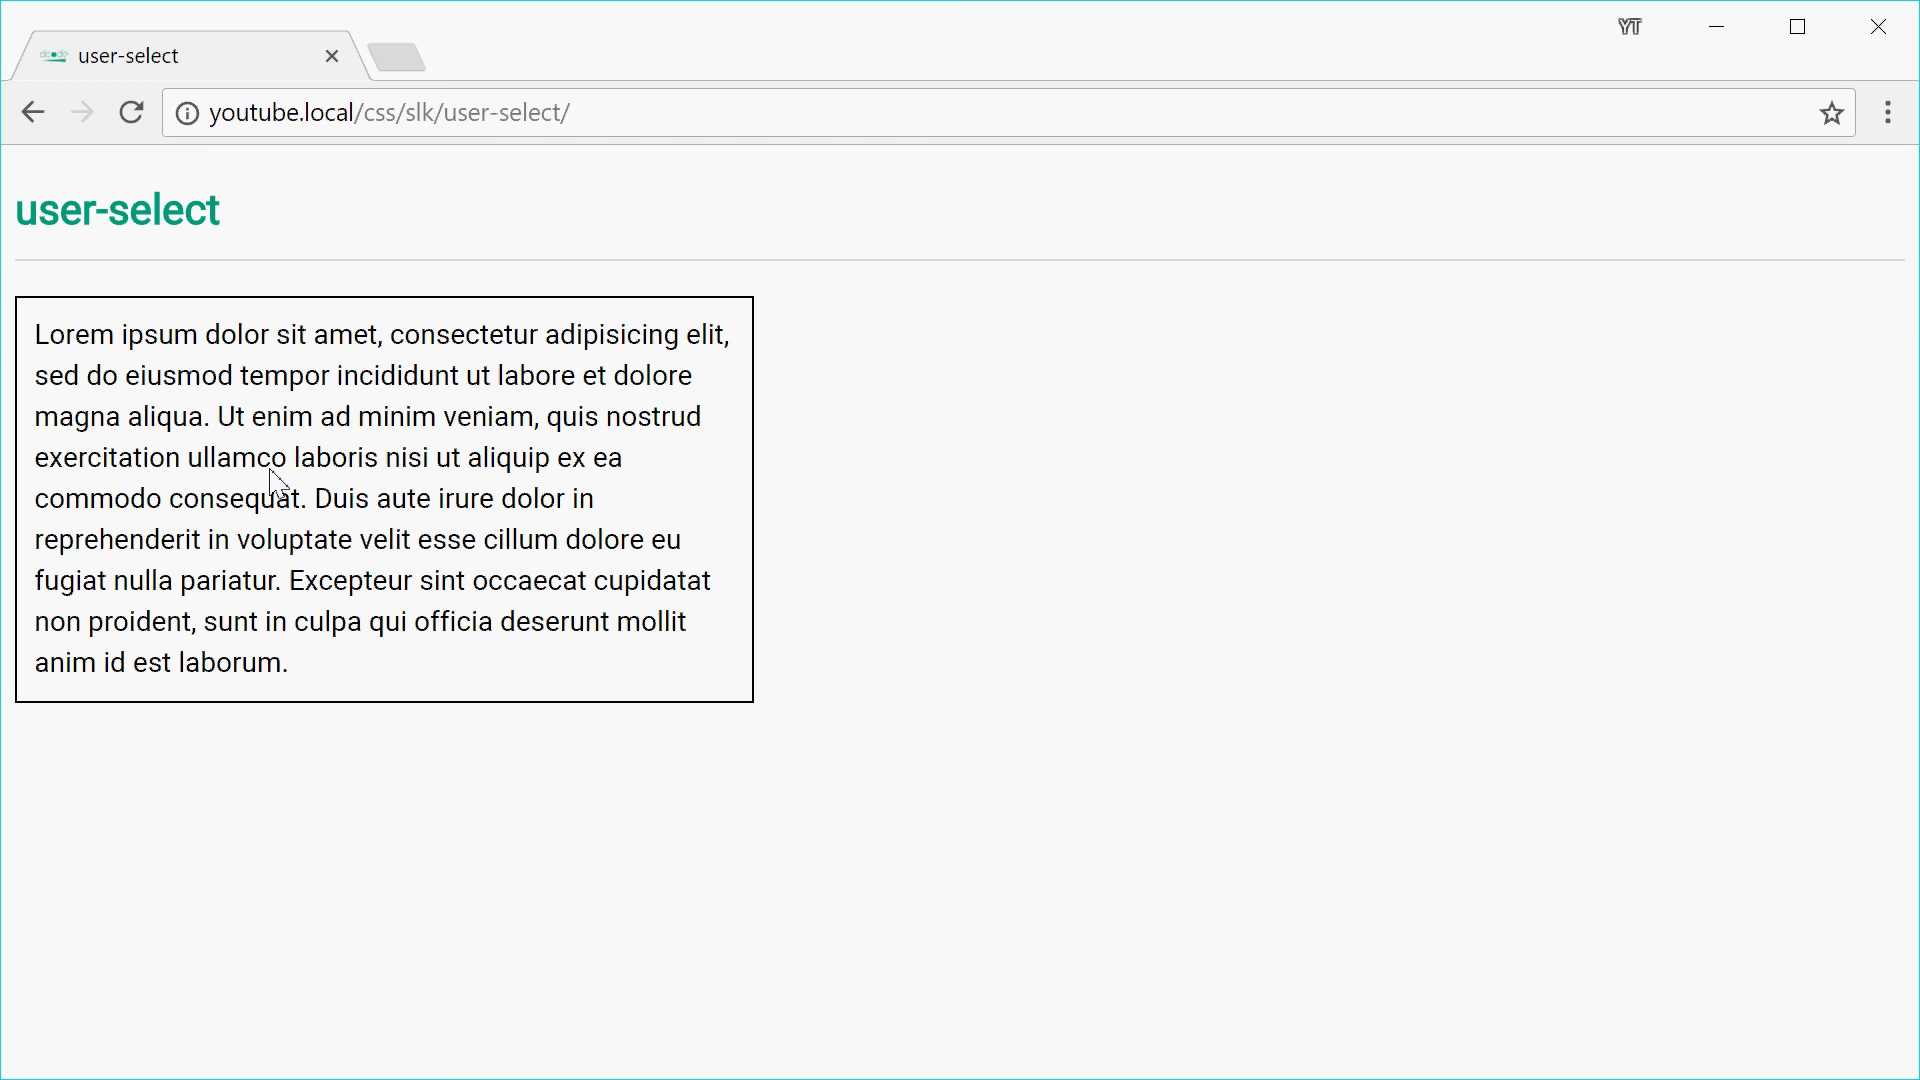 YT
dcode user-select
youtube.local/css/slk/user-select/
user-select
Lorem ipsum dolor sit amet, consectetur adipisicing elit,
sed do eiusmod tempor incididunt ut labore et dolore
magna aliqua. Ut enim ad minim veniam, quis nostrud
exercitation ullamco laboris nisi ut aliquip ex ea
commodo consequat. Duis aute irure dolor in
reprehenderit in voluptate velit esse cillum dolore eu
fugiat nulla pariatur. Excepteur sint occaecat cupidatat
non proident, sunt in culpa qui officia deserunt mollit
anim id est laborum.